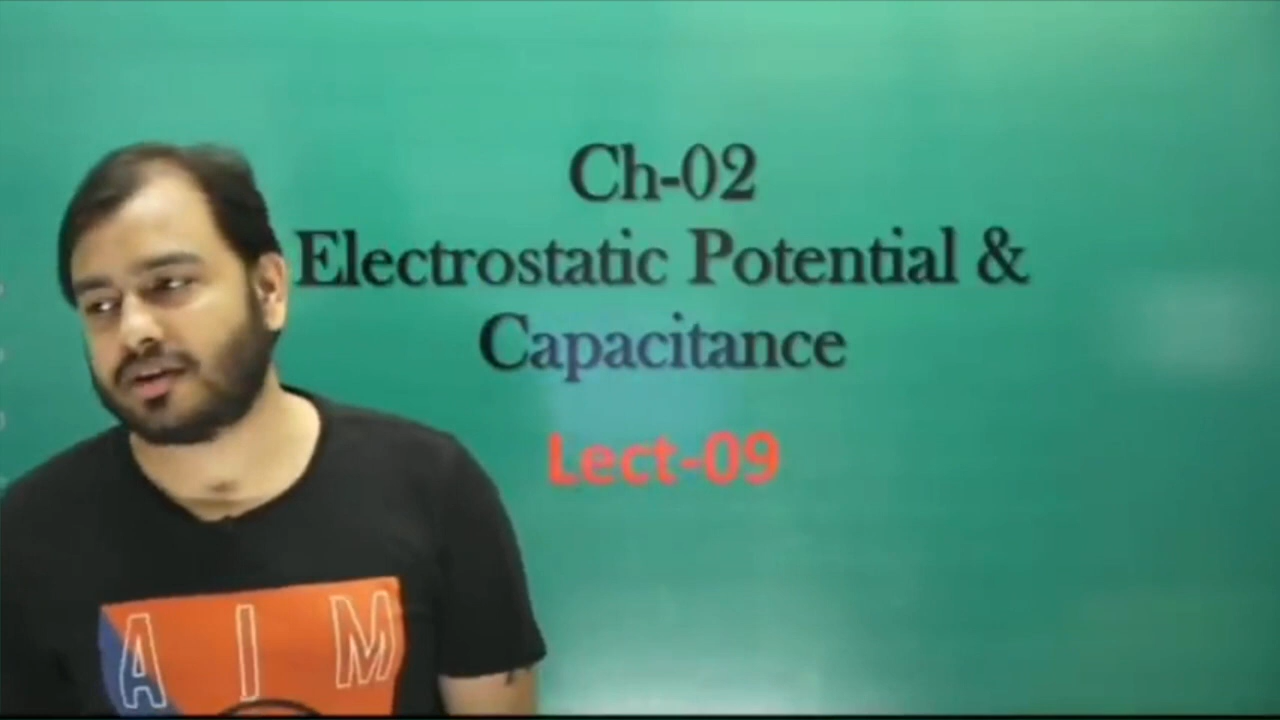 Ch-02
Electrostatic Potential &
Capacitance
Lect-09
A I M